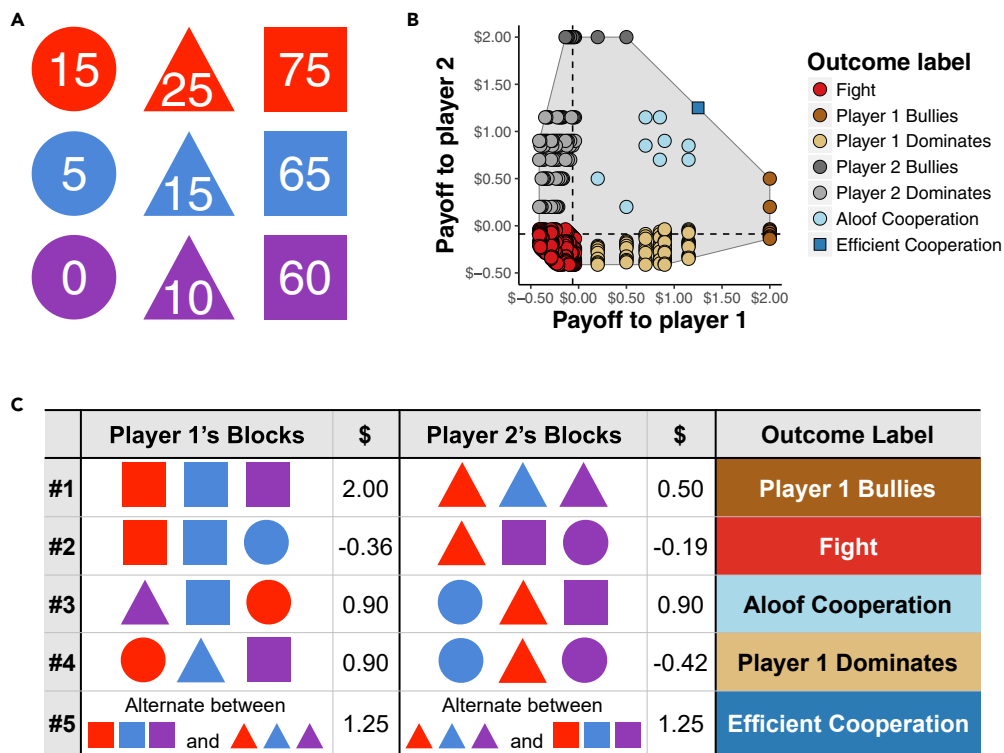 A
15 25 75
5 15 65
0 10 60
B
Payoff to player 2
$2.00
$1.50
$1.00
$0.50
$0.00
$−0.50
$−0.50 $0.00 $0.50 $1.00 $1.50 $2.00
Payoff to player 1
Outcome label
Fight
Player 1 Bullies
Player 1 Dominates
Player 2 Bullies
Player 2 Dominates
Aloof Cooperation
Efficient Cooperation
C
Player 1's Blocks $ Player 2's Blocks $ Outcome Label
#1 2.00 0.50 Player 1 Bullies
#2 -0.36 -0.19 Fight
#3 0.90 0.90 Aloof Cooperation
#4 0.90 -0.42 Player 1 Dominates
#5 Alternate between and 1.25 Alternate between and 1.25 Efficient Cooperation